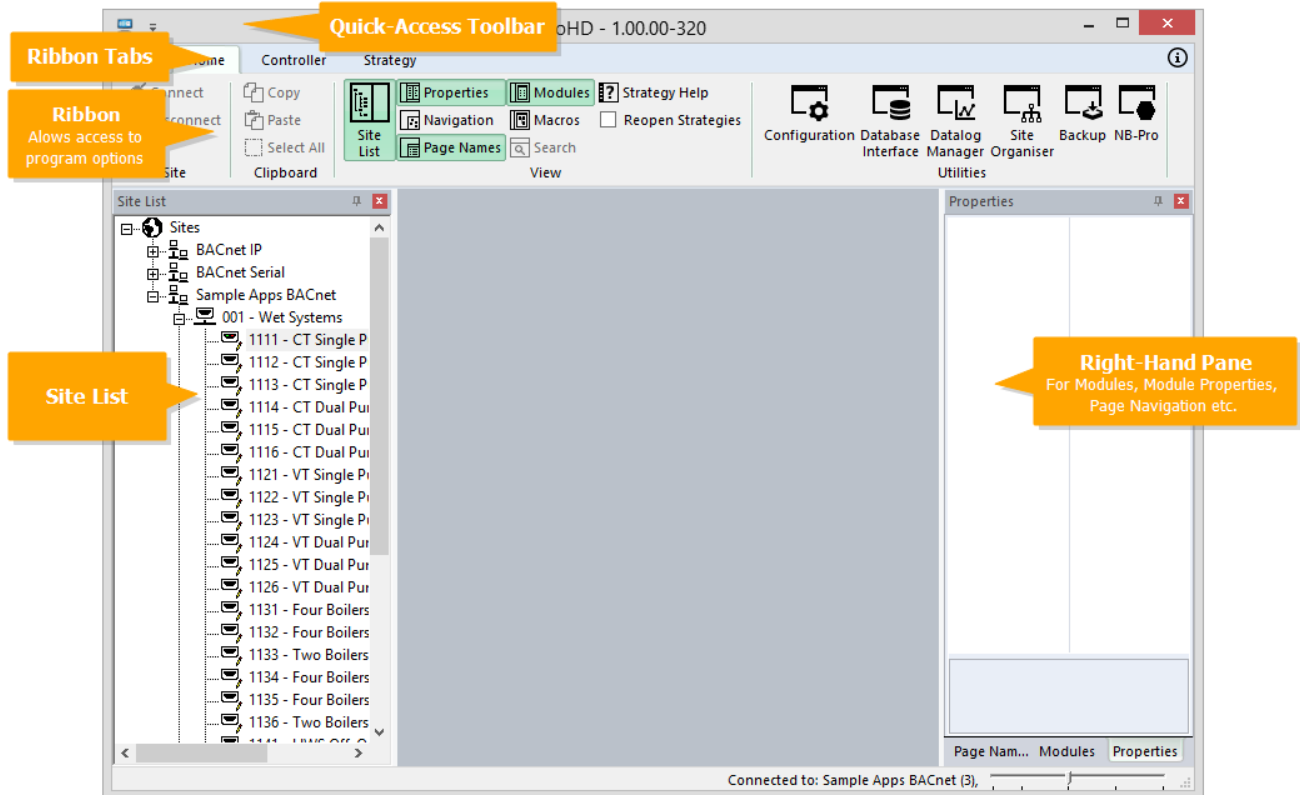 Quick-Access Toolbar
oHD - 1.00.00-320
Ribbon Tabs
Controller
Strategy
Ribbon
Alows access to
program options
Copy
Paste
Select All
Clipboard
Site
List
Properties
Modules
Strategy Help
Navigation
Macros
Reopen Strategies
Page Names
Search
View
Configuration
Database
Interface
Datalog
Manager
Site
Organiser
Backup
NB-Pro
Utilities
Site
Site List
Properties
Sites
BACnet IP
BACnet Serial
Sample Apps BACnet
001 - Wet Systems
1111 - CT Single P
1112 - CT Single P
1113 - CT Single P
1114 - CT Dual Pu
1115 - CT Dual Pu
1116 - CT Dual Pu
1121 - VT Single P
1122 - VT Single P
1123 - VT Single P
1124 - VT Dual Pur
1125 - VT Dual Pur
1126 - VT Dual Pur
1131 - Four Boilers
1132 - Four Boilers
1133 - Two Boilers
1134 - Four Boilers
1135 - Four Boilers
1136 - Two Boilers
Site List
Right-Hand Pane
For Modules, Module Properties,
Page Navigation etc.
Page Nam... Modules Properties
Connected to: Sample Apps BACnet (3),